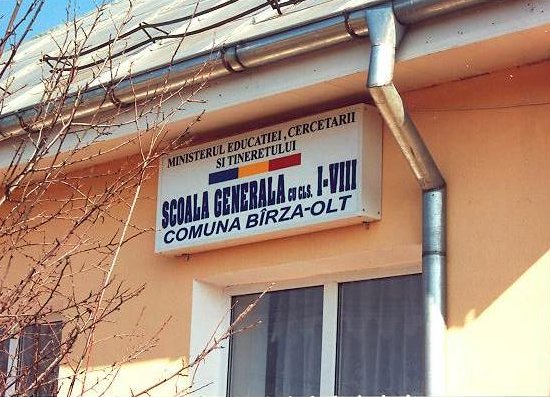 MINISTERUL EDUCATIEI, CERCETARII
SI TINERETULUI
SCOALA GENERALA CU CLS. I-VIII
COMUNA BÎRZA-OLT